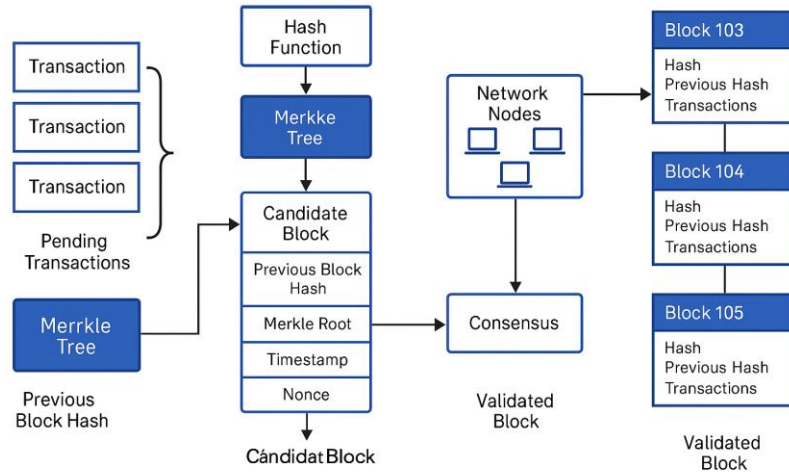 Transaction
Transaction
Transaction
Pending
Transactions
Merrkle
Tree
Previous
Block Hash
Hash
Function
Merkke
Tree
Candidate
Block
Previous Block
Hash
Merkle Root
Timestamp
Nonce
Cándidat Block
Network
Nodes
Consensus
Validated
Block
Block 103
Hash
Previous Hash
Transactions
Block 104
Hash
Previous Hash
Transactions
Block 105
Hash
Previous Hash
Transactions
Validated
Block